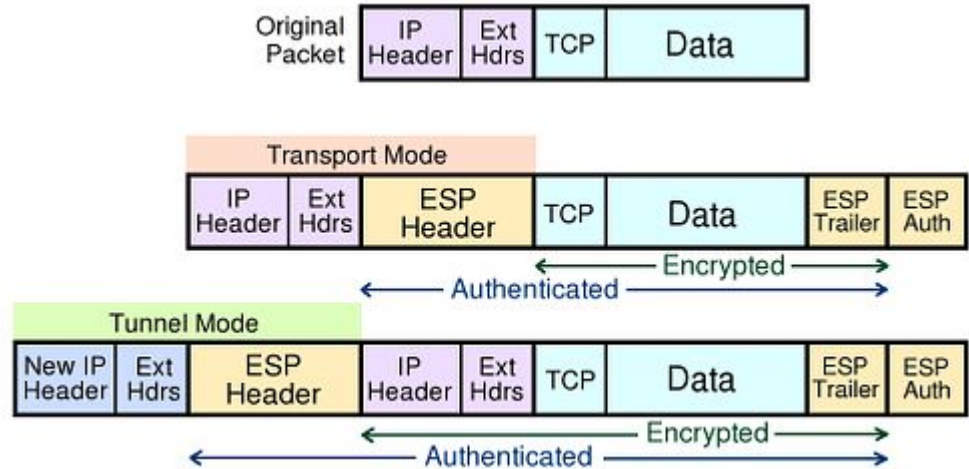 Original
Packet
IP
Header
Ext
Hdrs
TCP
Data
Transport Mode
IP
Header
Ext
Hdrs
ESP
Header
TCP
Data
ESP
Trailer
ESP
Auth
Encrypted
Authenticated
Tunnel Mode
New IP
Header
Ext
Hdrs
ESP
Header
IP
Header
Ext
Hdrs
TCP
Data
ESP
Trailer
ESP
Auth
Encrypted
Authenticated